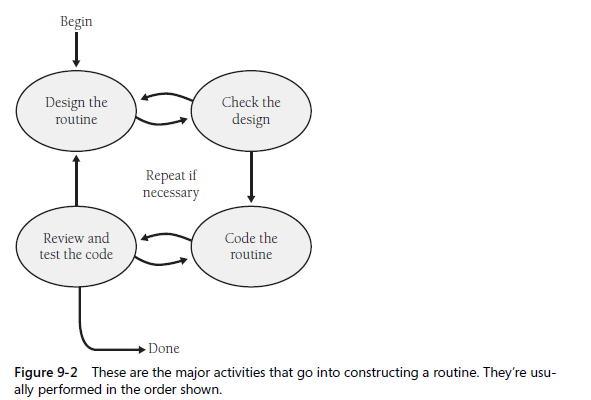 Begin
Design the
routine
Check the
design
Repeat if
necessary
Review and
test the code
Code the
routine
Done
Figure 9-2 These are the major activities that go into constructing a routine. They're usu-
ally performed in the order shown.